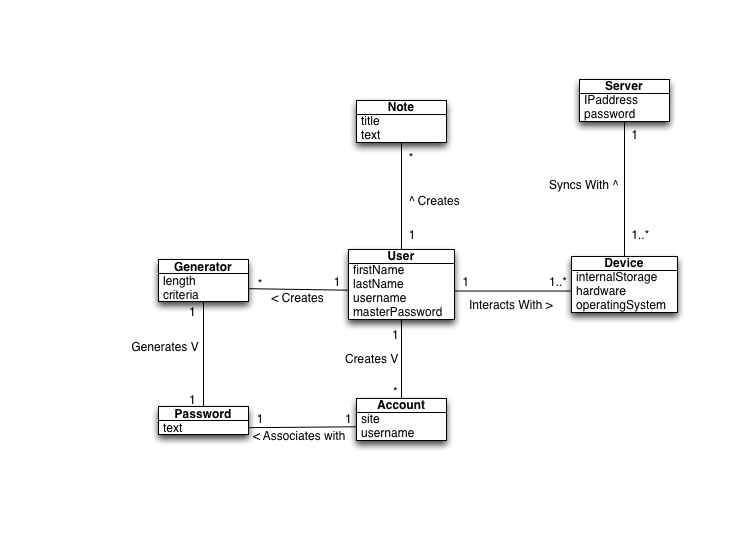 Server
IPaddress
password
1
Syncs With ^
1..*
Note
title
text
*
^ Creates
1
User
firstName
lastName
username
masterPassword
Generator
length
criteria
* 1
< Creates
1 1..*
Interacts With >
Device
internalStorage
hardware
operatingSystem
1
Generates V
1
1
Creates V
*
Password
text
1 1
< Associates with
Account
site
username